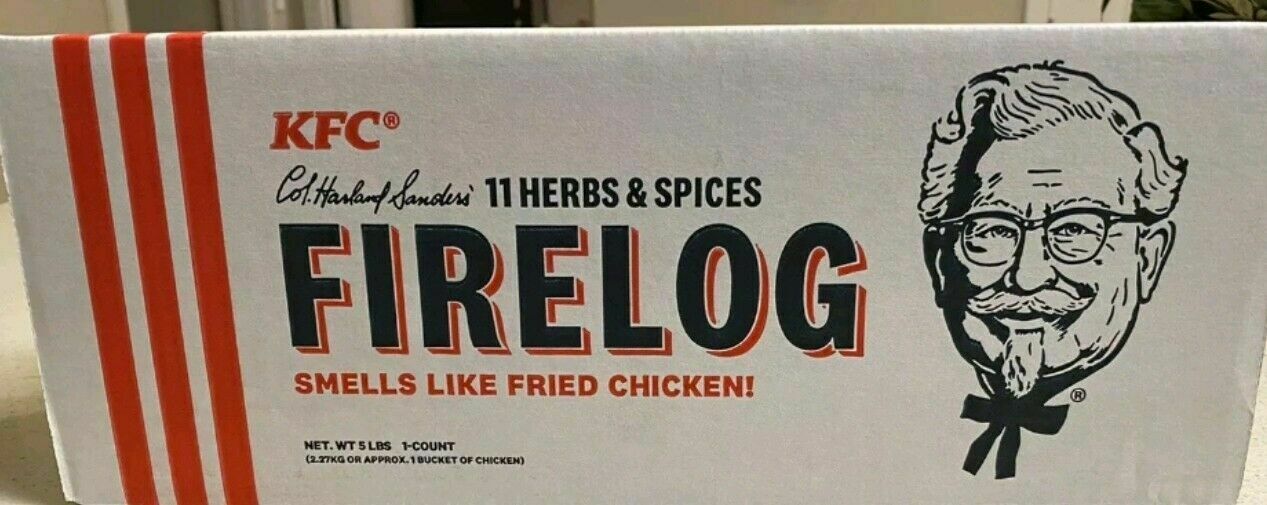 KFC®
Col. Harland Sanders' 11 HERBS & SPICES
FIRELOG
SMELLS LIKE FRIED CHICKEN!
NET. WT 5 LBS 1-COUNT
(2.27KG OR APPROX. 1 BUCKET OF CHICKEN)
®